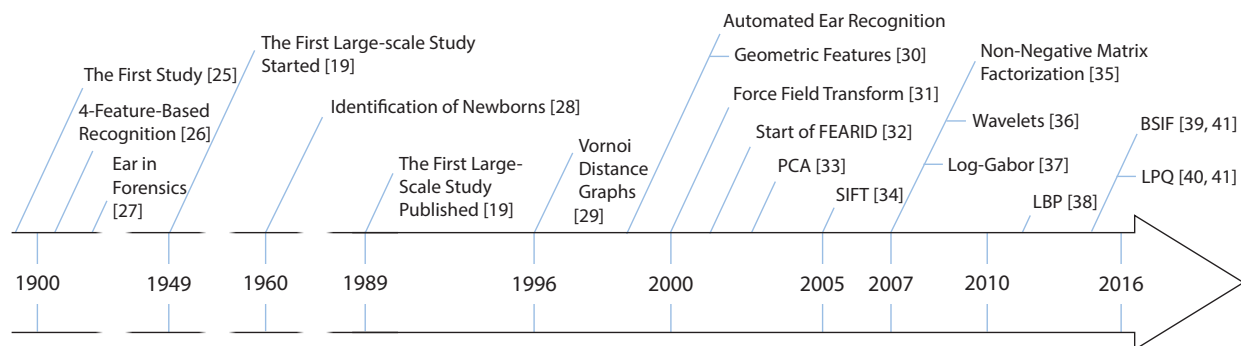 The First Study [25]
4-Feature-Based
Recognition [26]
Ear in
Forensics
[27]
The First Large-scale Study
Started [19]
Identification of Newborns [28]
The First Large-
Scale Study
Published [19]
Vornoi
Distance
Graphs
[29]
Automated Ear Recognition
Geometric Features [30]
Force Field Transform [31]
Start of FEARID [32]
PCA [33]
SIFT [34]
Non-Negative Matrix
Factorization [35]
Wavelets [36]
Log-Gabor [37]
LBP [38]
BSIF [39, 41]
LPQ [40, 41]
1900
1949
1960
1989
1996
2000
2005
2007
2010
2016